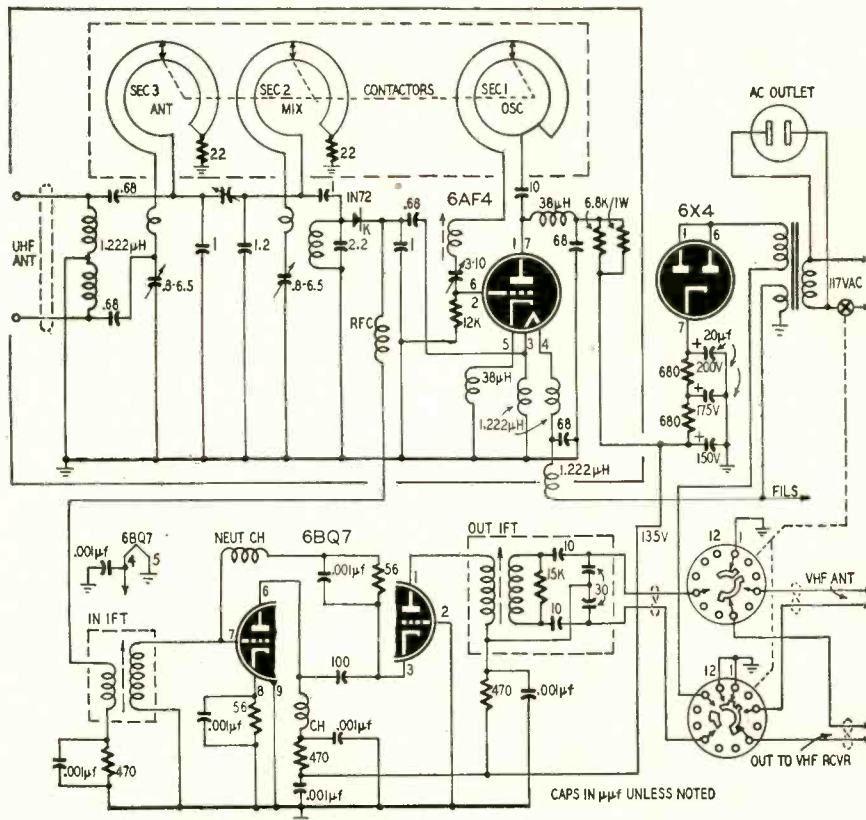 SEC 3
ANT
SEC 2
MIX
CONTACTORS
SEC 1
OSC
AC OUTLET
22
22
.68
1N72
K
.68
6AF4
10
38μH
6.8K/1W
6X4
UHF
ANT
1.222μH
1
1.2
2.2
1
3-10
1
7
68
1
6
117VAC
.8-6.5
.8-6.5
6
2
12K
.68
RFC
5
3
4
7
20μf
200V
680
38μH
175V
1.222μH
680
68
150V
1.222μH
FILS
6BQ7
.001μf
4
5
NEUT CH
6BQ7
.001μf
56
OUT IFT
10
135V
12
1
15K
30
VHF ANT
6
1
IN IFT
7
2
10
8
9
100
3
12
1
56
.001μf
CH
.001μf
470
.001μf
470
.001μf
470
.001μf
OUT TO VHF RCVR
CAPS IN μμf UNLESS NOTED